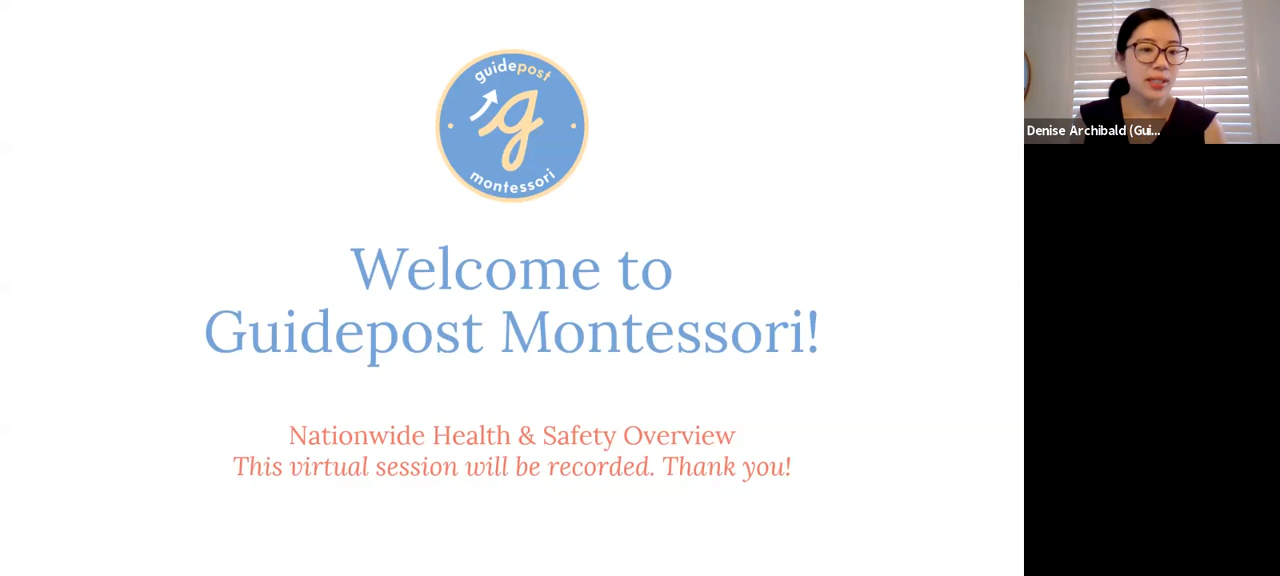 guidepost
g
montessori
Denise Archibald (Gui...
Welcome to
Guidepost Montessori!
Nationwide Health & Safety Overview
This virtual session will be recorded. Thank you!